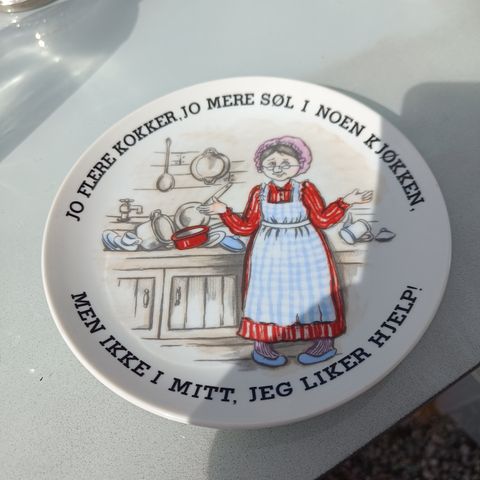 JO FLERE KOKKER, JO MERE SØL I NOEN KJØKKEN,
MEN IKKE I MITT, JEG LIKER HJELP!